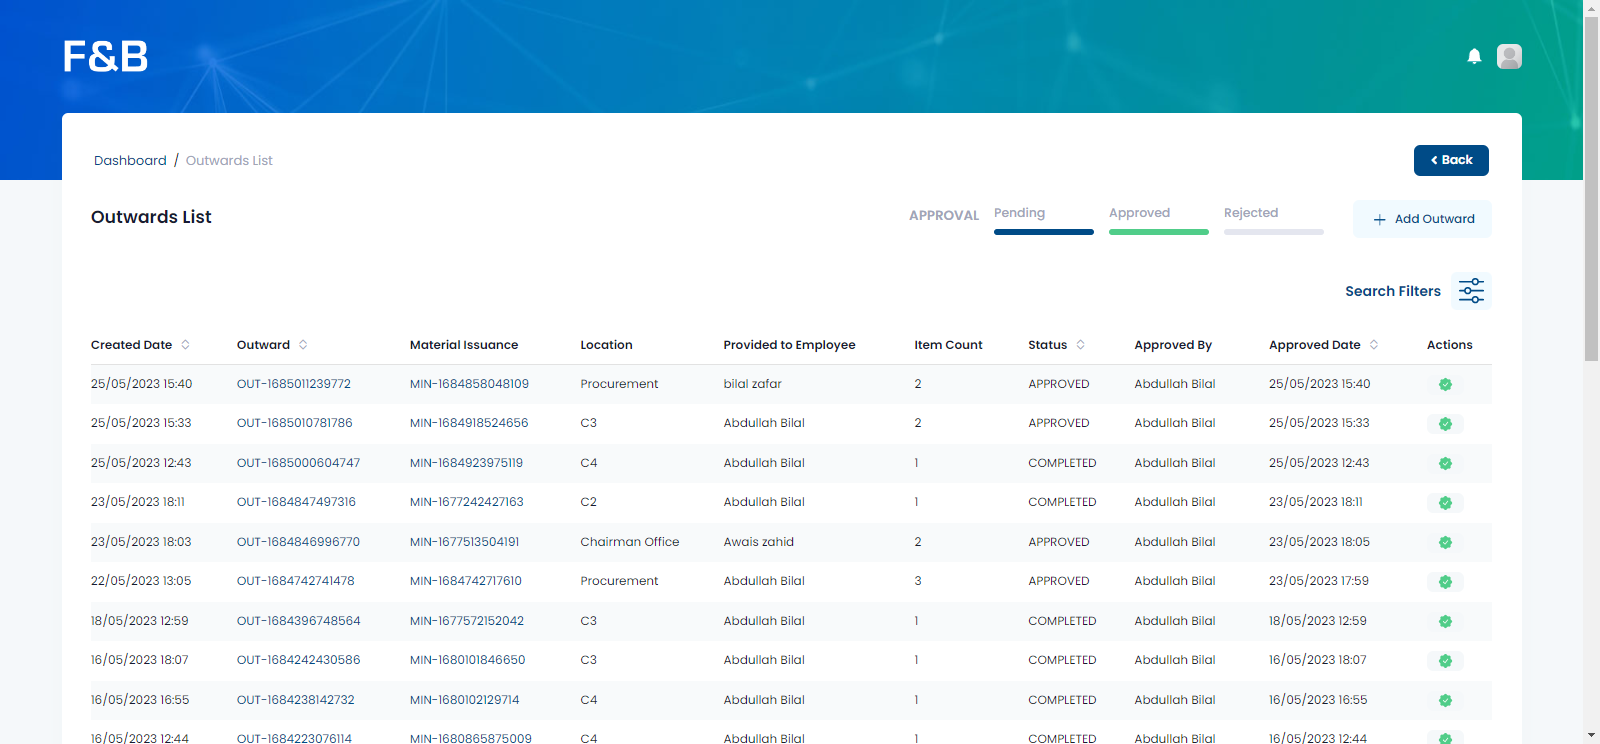 F&B
Dashboard / Outwards List
Back
Outwards List
APPROVAL Pending Approved Rejected
+ Add Outward
Search Filters
Created Date Outward Material Issuance Location Provided to Employee Item Count Status Approved By Approved Date Actions
25/05/2023 15:40 OUT-1685011239772 MIN-1684858048109 Procurement bilal zafar 2 APPROVED Abdullah Bilal 25/05/2023 15:40
25/05/2023 15:33 OUT-1685010781786 MIN-1684918524656 C3 Abdullah Bilal 2 APPROVED Abdullah Bilal 25/05/2023 15:33
25/05/2023 12:43 OUT-1685000604747 MIN-1684923975119 C4 Abdullah Bilal 1 COMPLETED Abdullah Bilal 25/05/2023 12:43
23/05/2023 18:11 OUT-1684847497316 MIN-1677242427163 C2 Abdullah Bilal 1 COMPLETED Abdullah Bilal 23/05/2023 18:11
23/05/2023 18:03 OUT-1684846996770 MIN-1677513504191 Chairman Office Awais zahid 2 APPROVED Abdullah Bilal 23/05/2023 18:05
22/05/2023 13:05 OUT-1684742741478 MIN-1684742717610 Procurement Abdullah Bilal 3 APPROVED Abdullah Bilal 23/05/2023 17:59
18/05/2023 12:59 OUT-1684396748564 MIN-1677572152042 C3 Abdullah Bilal 1 COMPLETED Abdullah Bilal 18/05/2023 12:59
16/05/2023 18:07 OUT-1684242430586 MIN-1680101846650 C3 Abdullah Bilal 1 COMPLETED Abdullah Bilal 16/05/2023 18:07
16/05/2023 16:55 OUT-1684238142732 MIN-1680102129714 C4 Abdullah Bilal 1 COMPLETED Abdullah Bilal 16/05/2023 16:55
16/05/2023 12:44 OUT-1684223076114 MIN-1680865875009 C4 Abdullah Bilal 1 COMPLETED Abdullah Bilal 16/05/2023 12:44